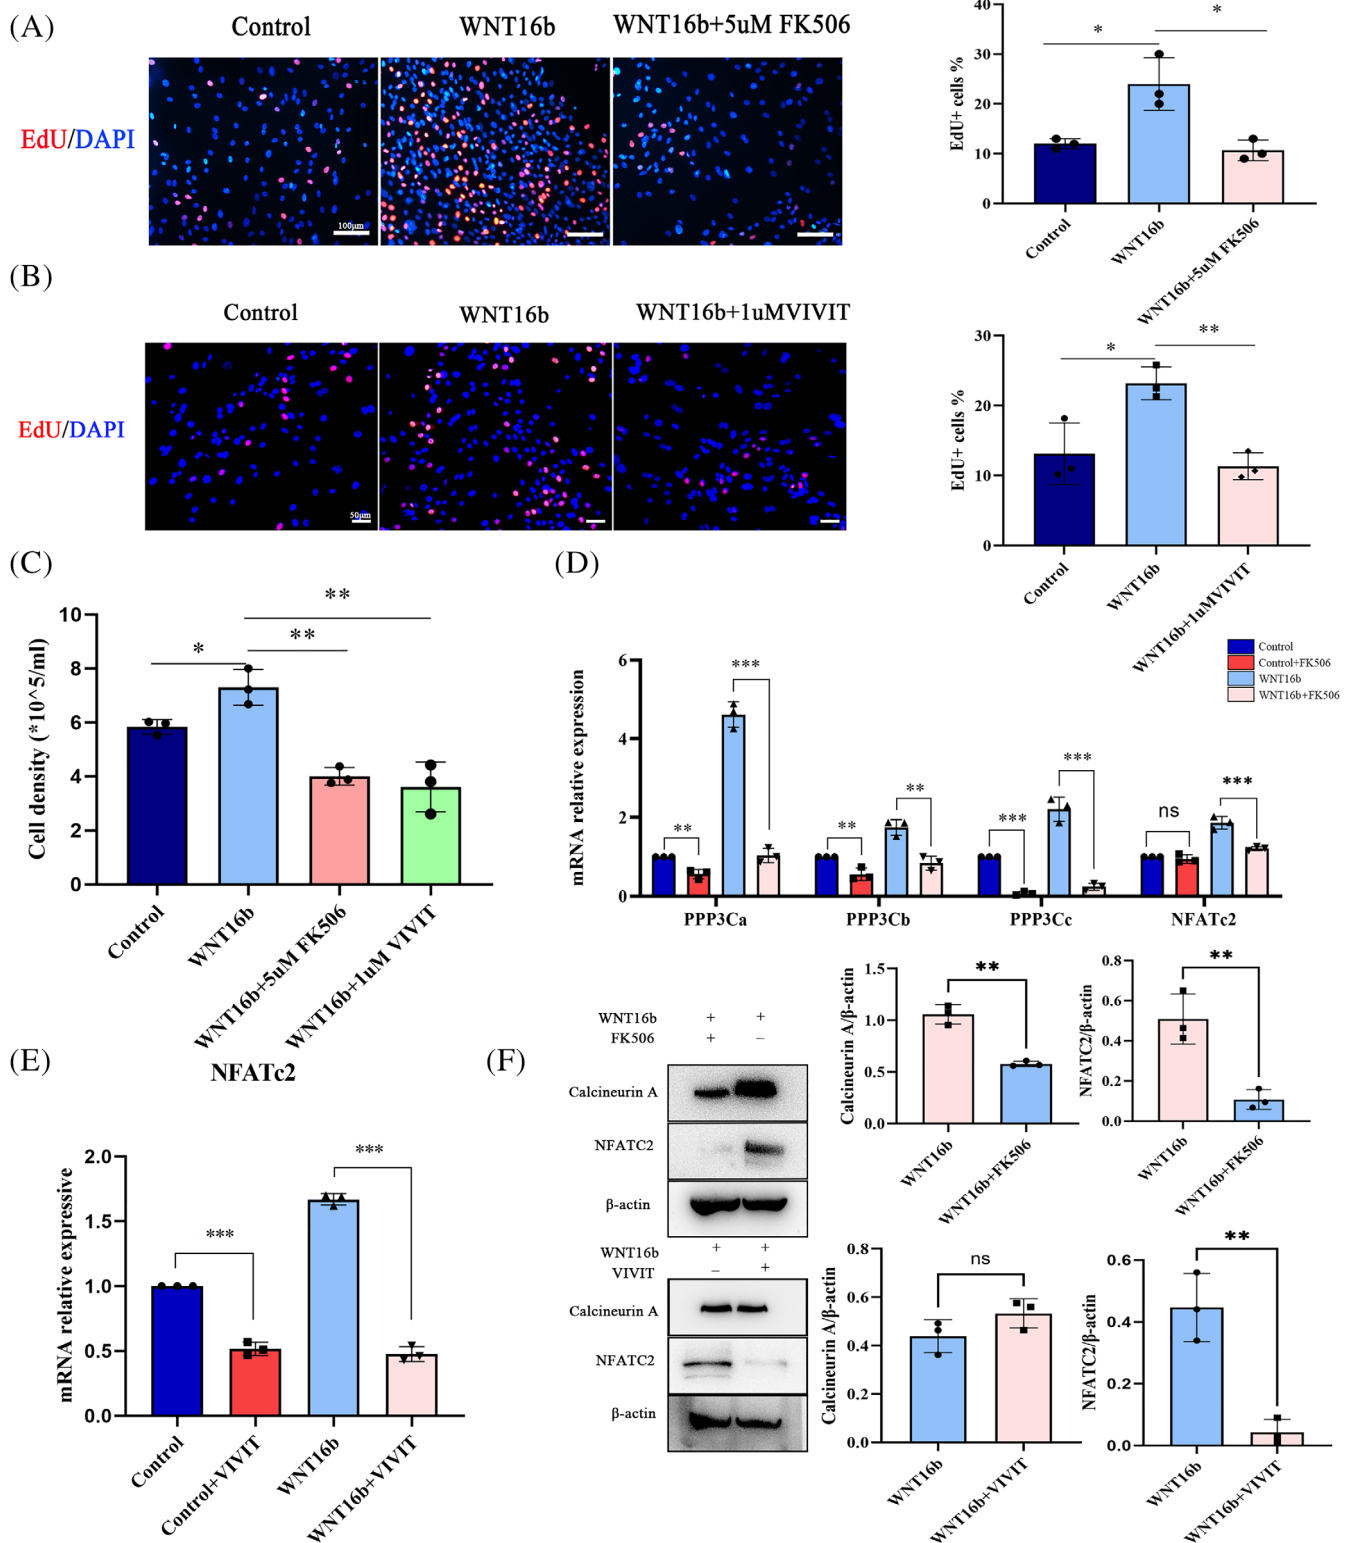 (A)
Control
WNT16b
WNT16b+5uM FK506
EdU/DAPI
100μm
EdU+ cells %
40
30
20
10
0
*
*
Control
WNT16b
WNT16b+5uM FK506
(B)
Control
WNT16b
WNT16b+1uMVIVIT
EdU/DAPI
50μm
EdU+ cells %
30
20
10
0
*
**
Control
WNT16b
WNT16b+1uMVIVIT
(C)
Cell density (*10^5/ml)
10
8
6
4
2
0
*
**
**
Control
WNT16b
WNT16b+5uM FK506
WNT16b+1uM VIVIT
(D)
mRNA relative expression
6
4
2
0
**
***
**
**
***
***
ns
***
PPP3Ca
PPP3Cb
PPP3Cc
NFATc2
Control
Control+FK506
WNT16b
WNT16b+FK506
(E)
NFATc2
mRNA relative expressive
2.0
1.5
1.0
0.5
0.0
***
***
Control
Control+VIVIT
WNT16b
WNT16b+VIVIT
(F)
WNT16b + +
FK506 + −
Calcineurin A
NFATC2
β-actin
WNT16b + +
VIVIT − +
Calcineurin A
NFATC2
β-actin
Calcineurin A/β-actin
1.5
1.0
0.5
0.0
**
WNT16b
WNT16b+FK506
NFATC2/β-actin
0.8
0.6
0.4
0.2
0.0
**
WNT16b
WNT16b+FK506
Calcineurin A/β-actin
0.8
0.6
0.4
0.2
0.0
ns
WNT16b
WNT16b+VIVIT
NFATC2/β-actin
0.6
0.4
0.2
0.0
**
WNT16b
WNT16b+VIVIT